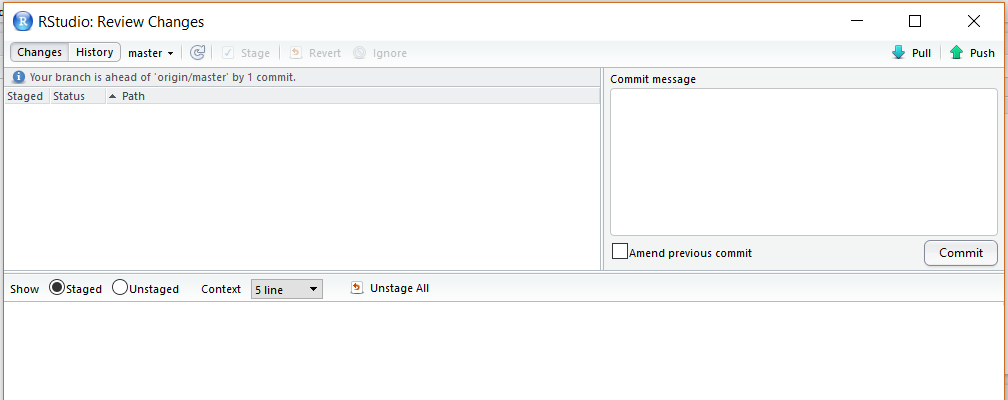 RStudio: Review Changes
Changes History master Stage Revert Ignore Pull Push
Your branch is ahead of 'origin/master' by 1 commit.
Staged Status Path
Commit message
Amend previous commit Commit
Show Staged Unstaged Context 5 line Unstage All